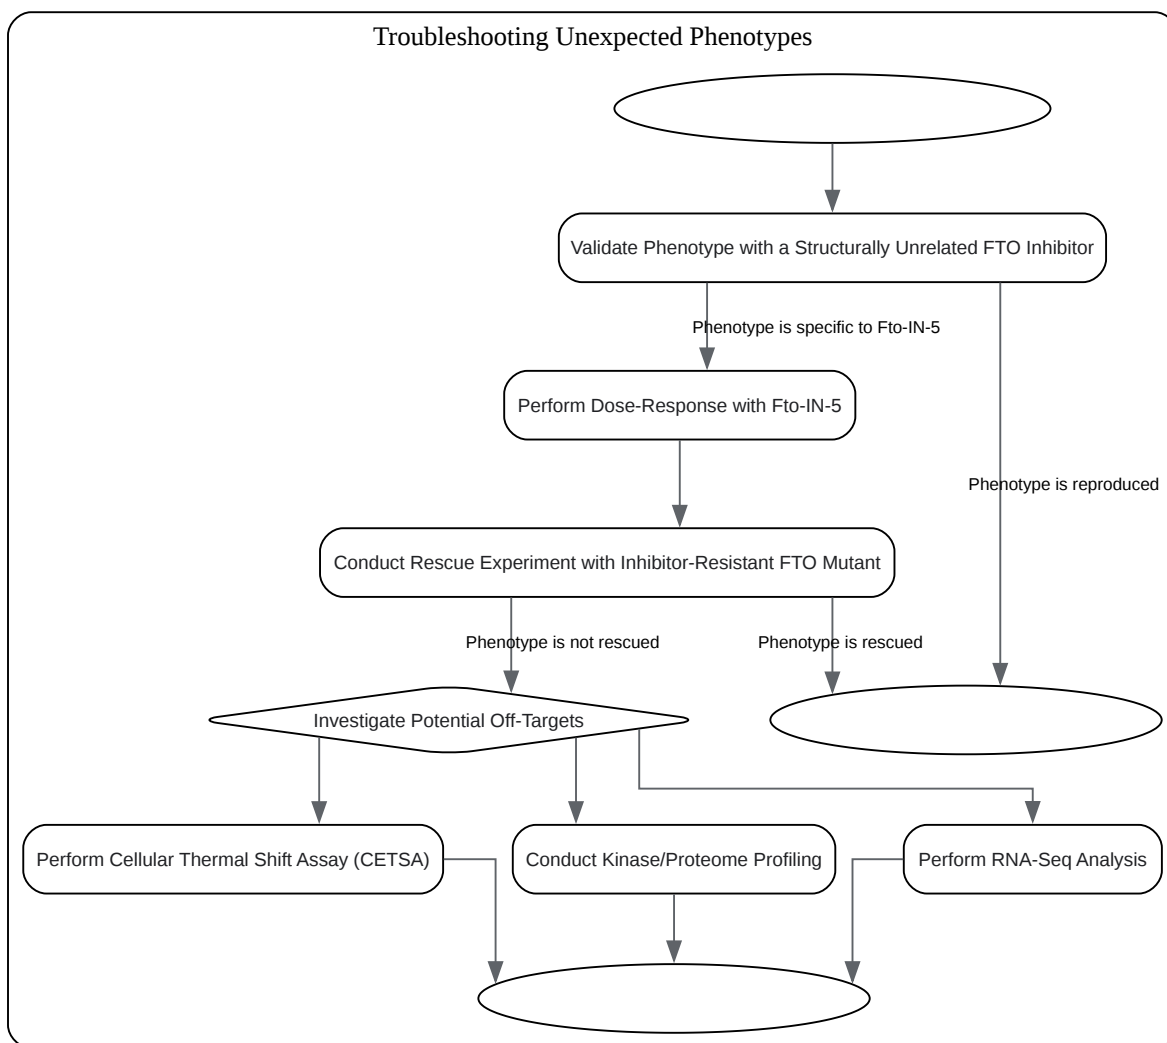 Troubleshooting Unexpected Phenotypes
Validate Phenotype with a Structurally Unrelated FTO Inhibitor
Phenotype is specific to Fto-IN-5
Perform Dose-Response with Fto-IN-5
Phenotype is reproduced
Conduct Rescue Experiment with Inhibitor-Resistant FTO Mutant
Phenotype is not rescued
Phenotype is rescued
Investigate Potential Off-Targets
Perform Cellular Thermal Shift Assay (CETSA)
Conduct Kinase/Proteome Profiling
Perform RNA-Seq Analysis